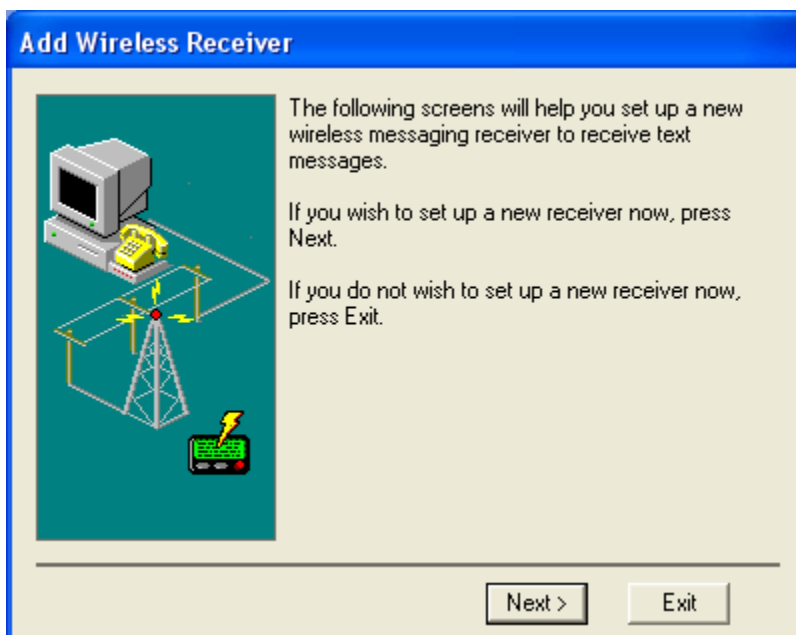 Add Wireless Receiver
The following screens will help you set up a new
wireless messaging receiver to receive text
messages.
If you wish to set up a new receiver now, press
Next.
If you do not wish to set up a new receiver now,
press Exit.
Next >
Exit